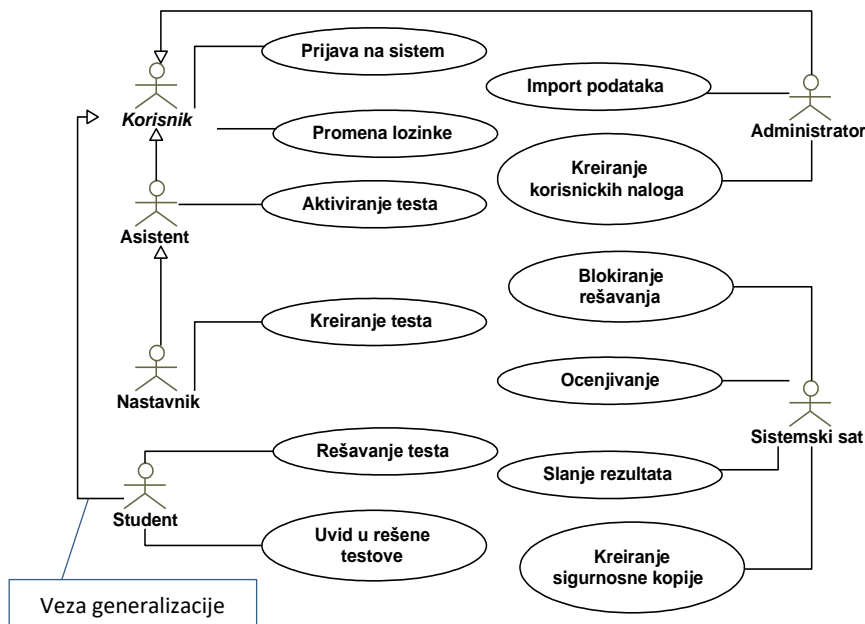 Prijava na sistem
Import podataka
Korisnik
Administrator
Promena lozinke
Kreiranje
korisnickih naloga
Aktiviranje testa
Asistent
Blokiranje
rešavanja
Kreiranje testa
Nastavnik
Ocenjivanje
Sistemski sat
Rešavanje testa
Slanje rezultata
Student
Uvid u rešene
testove
Kreiranje
sigurnosne kopije
Veza generalizacije